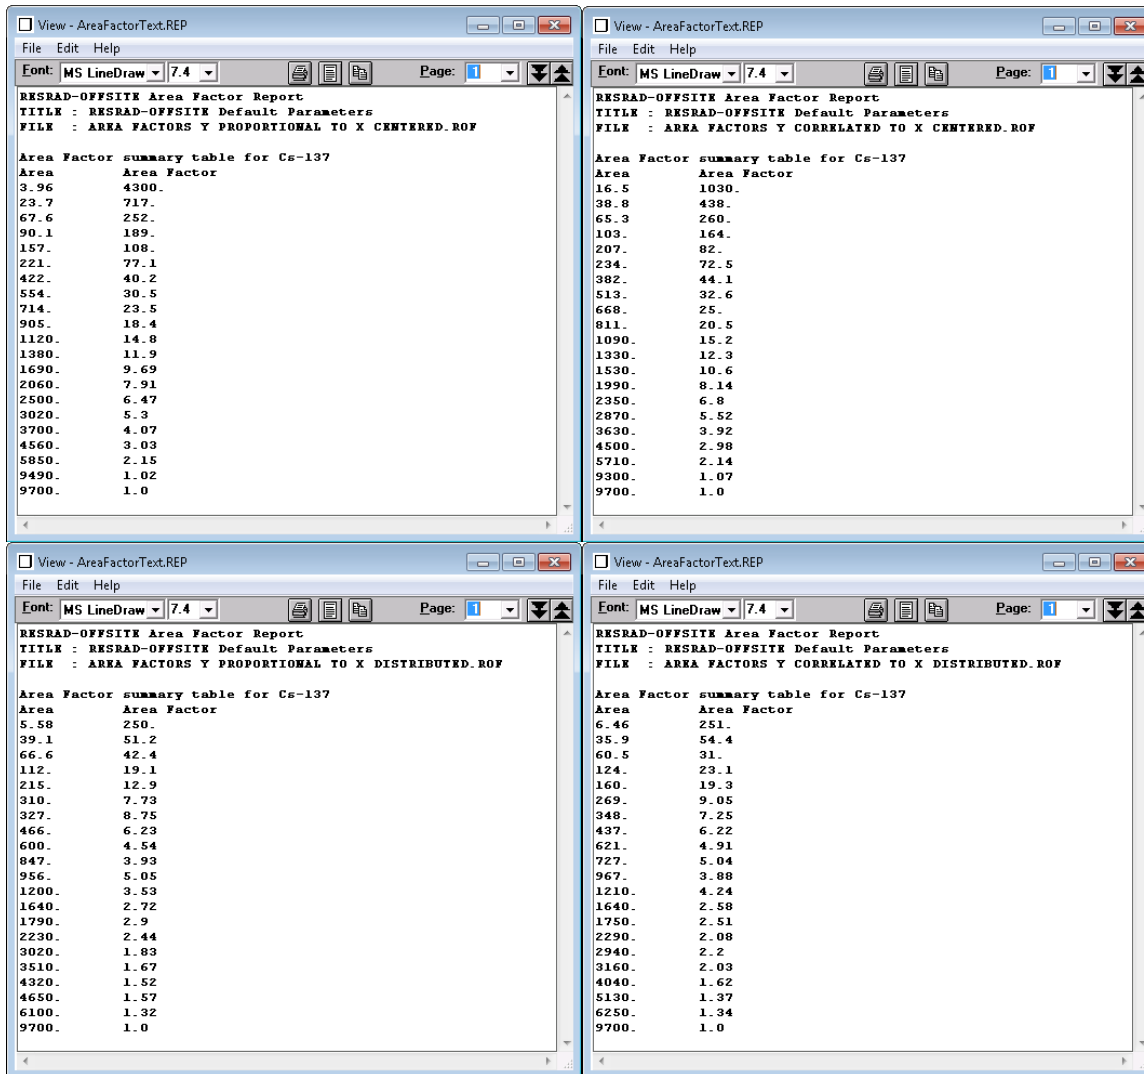 View - AreaFactorText.REP
File Edit Help
Font: MS LineDraw 7.4 Page: 1
RESRAD-OFFSITE Area Factor Report
TITLE : RESRAD-OFFSITE Default Parameters
FILE : AREA FACTORS Y PROPORTIONAL TO X CENTERED.ROF
Area Factor summary table for Cs-137
Area Area Factor
3.96 4300.
23.7 717.
67.6 252.
90.1 189.
157. 108.
221. 77.1
422. 40.2
554. 30.5
714. 23.5
905. 18.4
1120. 14.8
1380. 11.9
1690. 9.69
2060. 7.91
2500. 6.47
3020. 5.3
3700. 4.07
4560. 3.03
5850. 2.15
9490. 1.02
9700. 1.0
View - AreaFactorText.REP
File Edit Help
Font: MS LineDraw 7.4 Page: 1
RESRAD-OFFSITE Area Factor Report
TITLE : RESRAD-OFFSITE Default Parameters
FILE : AREA FACTORS Y CORRELATED TO X CENTERED.ROF
Area Factor summary table for Cs-137
Area Area Factor
16.5 1030.
38.8 438.
65.3 260.
103. 164.
207. 82.
234. 72.5
382. 44.1
513. 32.6
668. 25.
811. 20.5
1090. 15.2
1330. 12.3
1530. 10.6
1990. 8.14
2350. 6.8
2870. 5.52
3630. 3.92
4500. 2.98
5710. 2.14
9300. 1.07
9700. 1.0
View - AreaFactorText.REP
File Edit Help
Font: MS LineDraw 7.4 Page: 1
RESRAD-OFFSITE Area Factor Report
TITLE : RESRAD-OFFSITE Default Parameters
FILE : AREA FACTORS Y PROPORTIONAL TO X DISTRIBUTED.ROF
Area Factor summary table for Cs-137
Area Area Factor
5.58 250.
39.1 51.2
66.6 42.4
112. 19.1
215. 12.9
310. 7.73
327. 8.75
466. 6.23
600. 4.54
847. 3.93
956. 5.05
1200. 3.53
1640. 2.72
1790. 2.9
2230. 2.44
3020. 1.83
3510. 1.67
4320. 1.52
4650. 1.57
6100. 1.32
9700. 1.0
View - AreaFactorText.REP
File Edit Help
Font: MS LineDraw 7.4 Page: 1
RESRAD-OFFSITE Area Factor Report
TITLE : RESRAD-OFFSITE Default Parameters
FILE : AREA FACTORS Y CORRELATED TO X DISTRIBUTED.ROF
Area Factor summary table for Cs-137
Area Area Factor
6.46 251.
35.9 54.4
60.5 31.
124. 23.1
160. 19.3
269. 9.05
348. 7.25
437. 6.22
621. 4.91
727. 5.04
967. 3.88
1210. 4.24
1640. 2.58
1750. 2.51
2290. 2.08
2940. 2.2
3160. 2.03
4040. 1.62
5130. 1.37
6250. 1.34
9700. 1.0